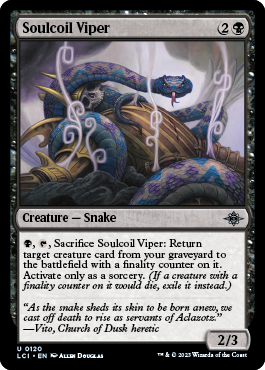 Soulcoil Viper 2
Creature — Snake
, , Sacrifice Soulcoil Viper: Return
target creature card from your graveyard to
the battlefield with a finality counter on it.
Activate only as a sorcery. (If a creature with a
finality counter on it would die, exile it instead.)
“As the snake sheds its skin to be born anew, we
cast off death to rise as servants of Aclazotz.”
—Vito, Church of Dusk heretic
2/3
U 0120
LCI • EN Allen Douglas
™ & © 2023 Wizards of the Coast